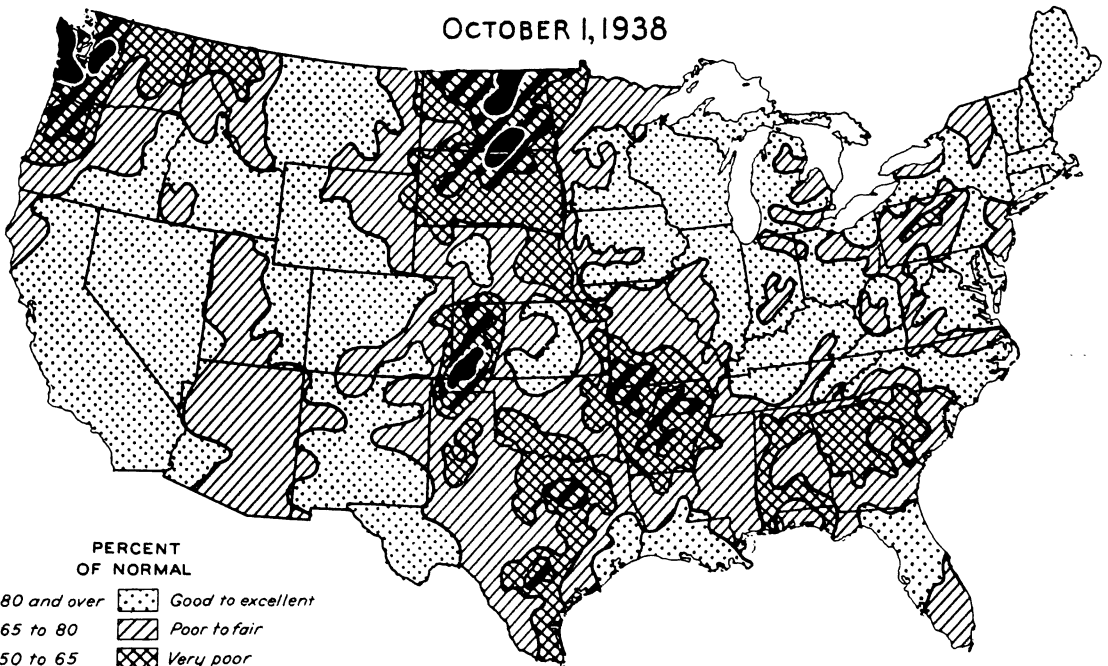 OCTOBER 1, 1938
PERCENT
OF NORMAL
80 and over Good to excellent
65 to 80 Poor to fair
50 to 65 Very poor